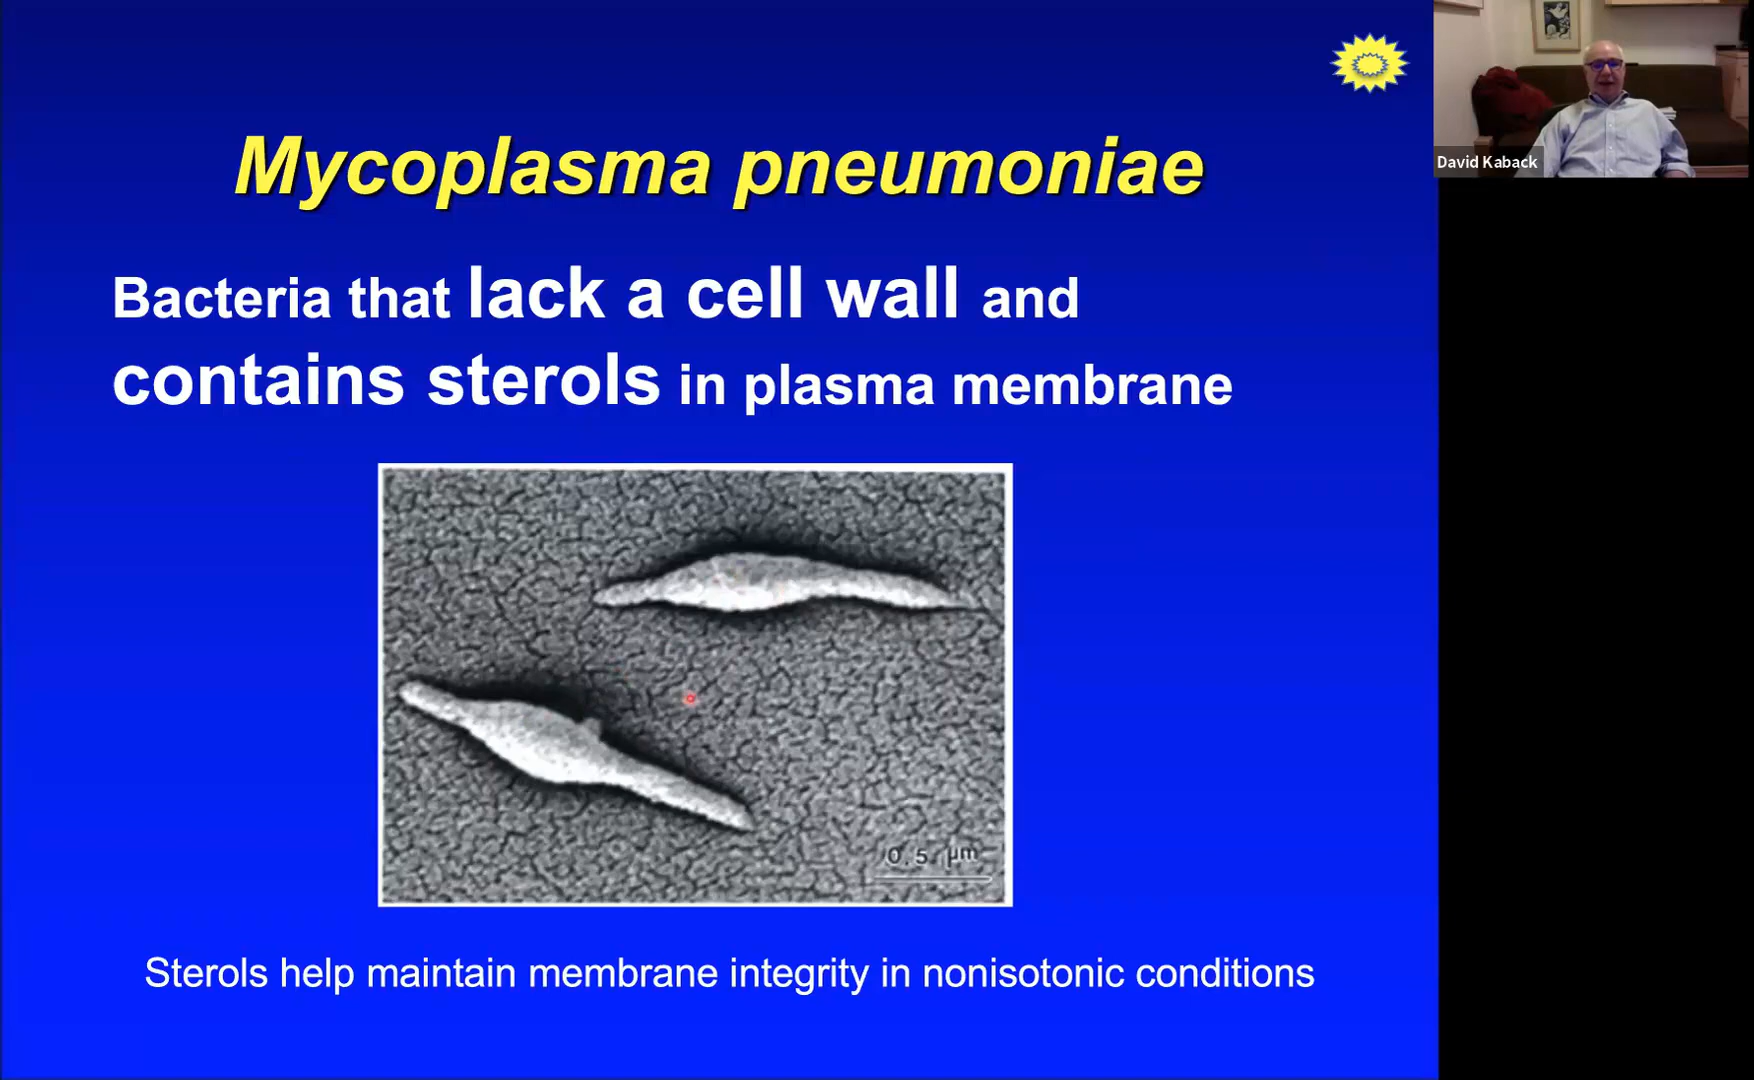 Mycoplasma pneumoniae
Bacteria that lack a cell wall and
contains sterols in plasma membrane
0.5 µm
Sterols help maintain membrane integrity in nonisotonic conditions
David Kaback